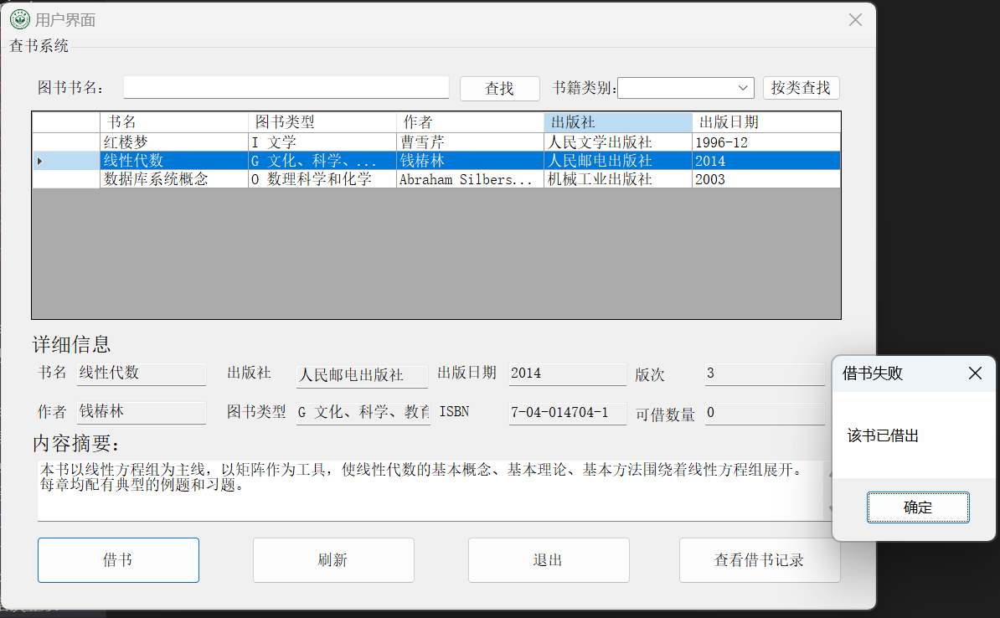 用户界面
查书系统
图书书名： 查找 书籍类别: 按类查找
书名 图书类型 作者 出版社 出版日期
红楼梦 I 文学 曹雪芹 人民文学出版社 1996-12
线性代数 G 文化、科学、... 钱椿林 人民邮电出版社 2014
数据库系统概念 O 数理科学和化学 Abraham Silbers... 机械工业出版社 2003
详细信息
书名 线性代数 出版社 人民邮电出版社 出版日期 2014 版次 3
作者 钱椿林 图书类型 G 文化、科学、教育 ISBN 7-04-014704-1 可借数量 0
内容摘要：
本书以线性方程组为主线，以矩阵作为工具，使线性代数的基本概念、基本理论、基本方法围绕着线性方程组展开。
每章均配有典型的例题和习题。
借书 刷新 退出 查看借书记录
借书失败
该书已借出
确定